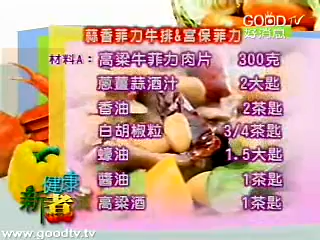 GOODTV
好消息
蒜香菲力牛排&宮保菲力
材料A：高粱牛菲力肉片 300克
蔥薑蒜酒汁 2大匙
香油 2茶匙
白胡椒粒 3/4茶匙
蠔油 1.5大匙
醬油 1茶匙
高粱酒 1茶匙
健康
新煮
www.goodtv.tv